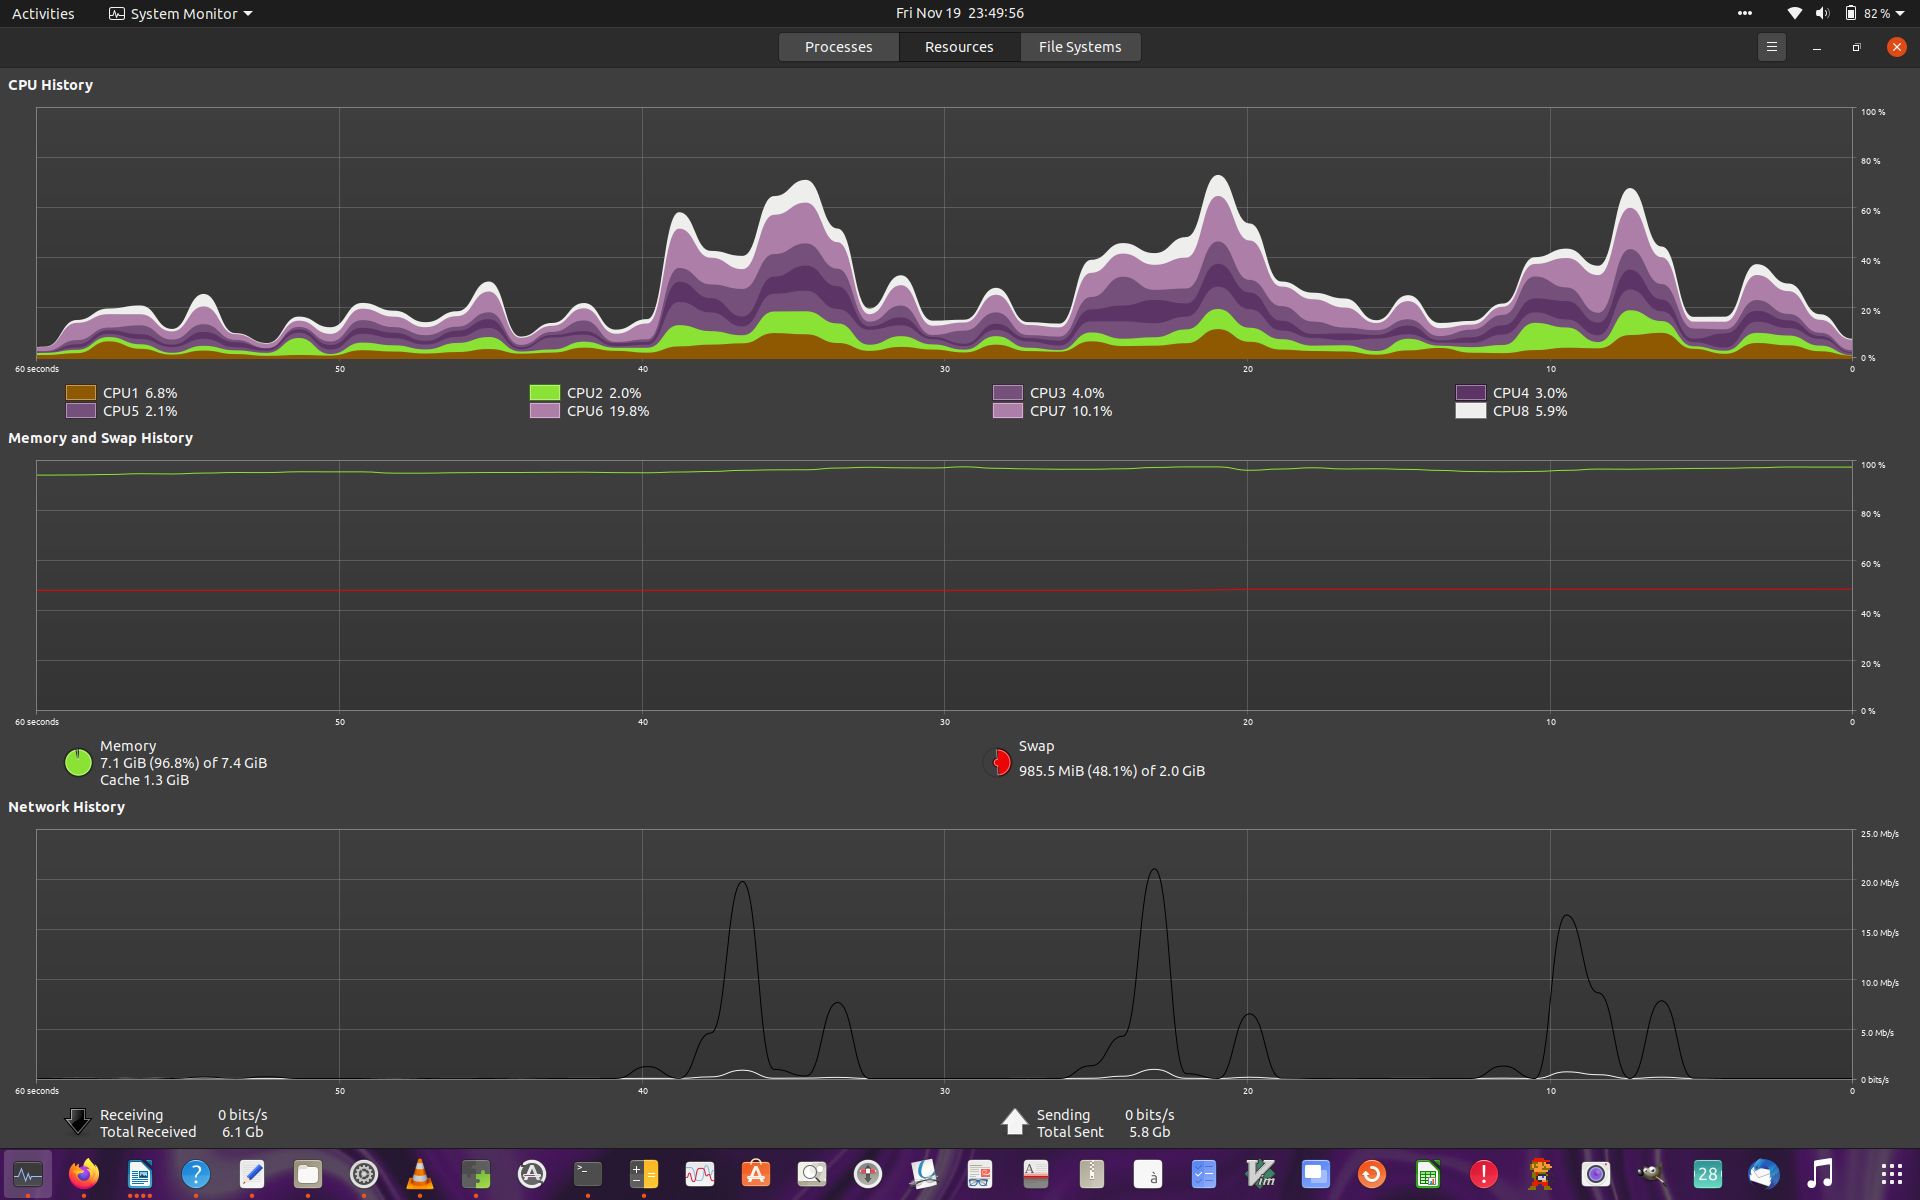 Activities System Monitor Fri Nov 19 23:49:56 82 %
Processes Resources File Systems
CPU History
100 %
80 %
60 %
40 %
20 %
0 %
60 seconds 50 40 30 20 10 0
CPU1 6.8% CPU2 2.0% CPU3 4.0% CPU4 3.0%
CPU5 2.1% CPU6 19.8% CPU7 10.1% CPU8 5.9%
Memory and Swap History
100 %
80 %
60 %
40 %
20 %
0 %
60 seconds 50 40 30 20 10 0
Memory
7.1 GiB (96.8%) of 7.4 GiB
Cache 1.3 GiB
Swap
985.5 MiB (48.1%) of 2.0 GiB
Network History
25.0 Mb/s
20.0 Mb/s
15.0 Mb/s
10.0 Mb/s
5.0 Mb/s
0 bits/s
60 seconds 50 40 30 20 10 0
Receiving 0 bits/s
Total Received 6.1 Gb
Sending 0 bits/s
Total Sent 5.8 Gb
? >_ A à Vim ! 28